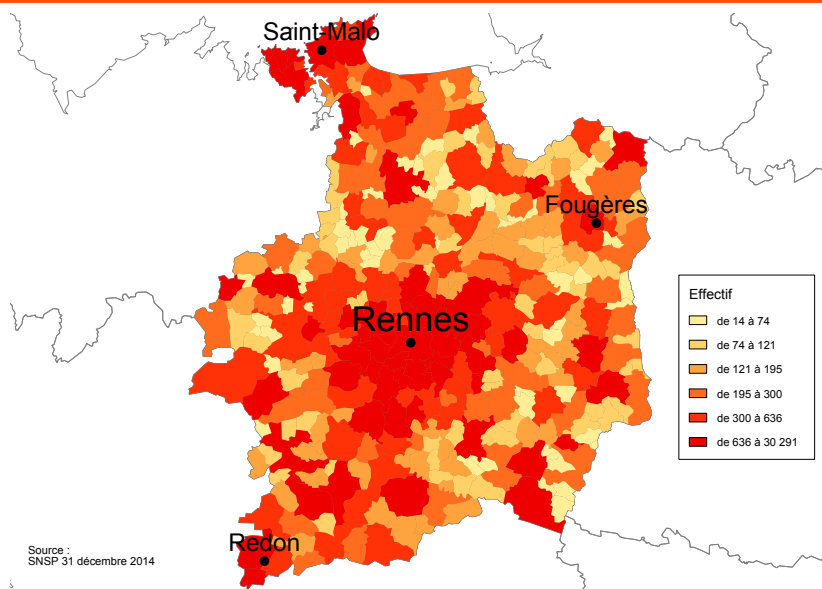 Saint-Malo
Fougères
Rennes
Redon
Effectif
de 14 à 74
de 74 à 121
de 121 à 195
de 195 à 300
de 300 à 636
de 636 à 30 291
Source :
SNSP 31 décembre 2014